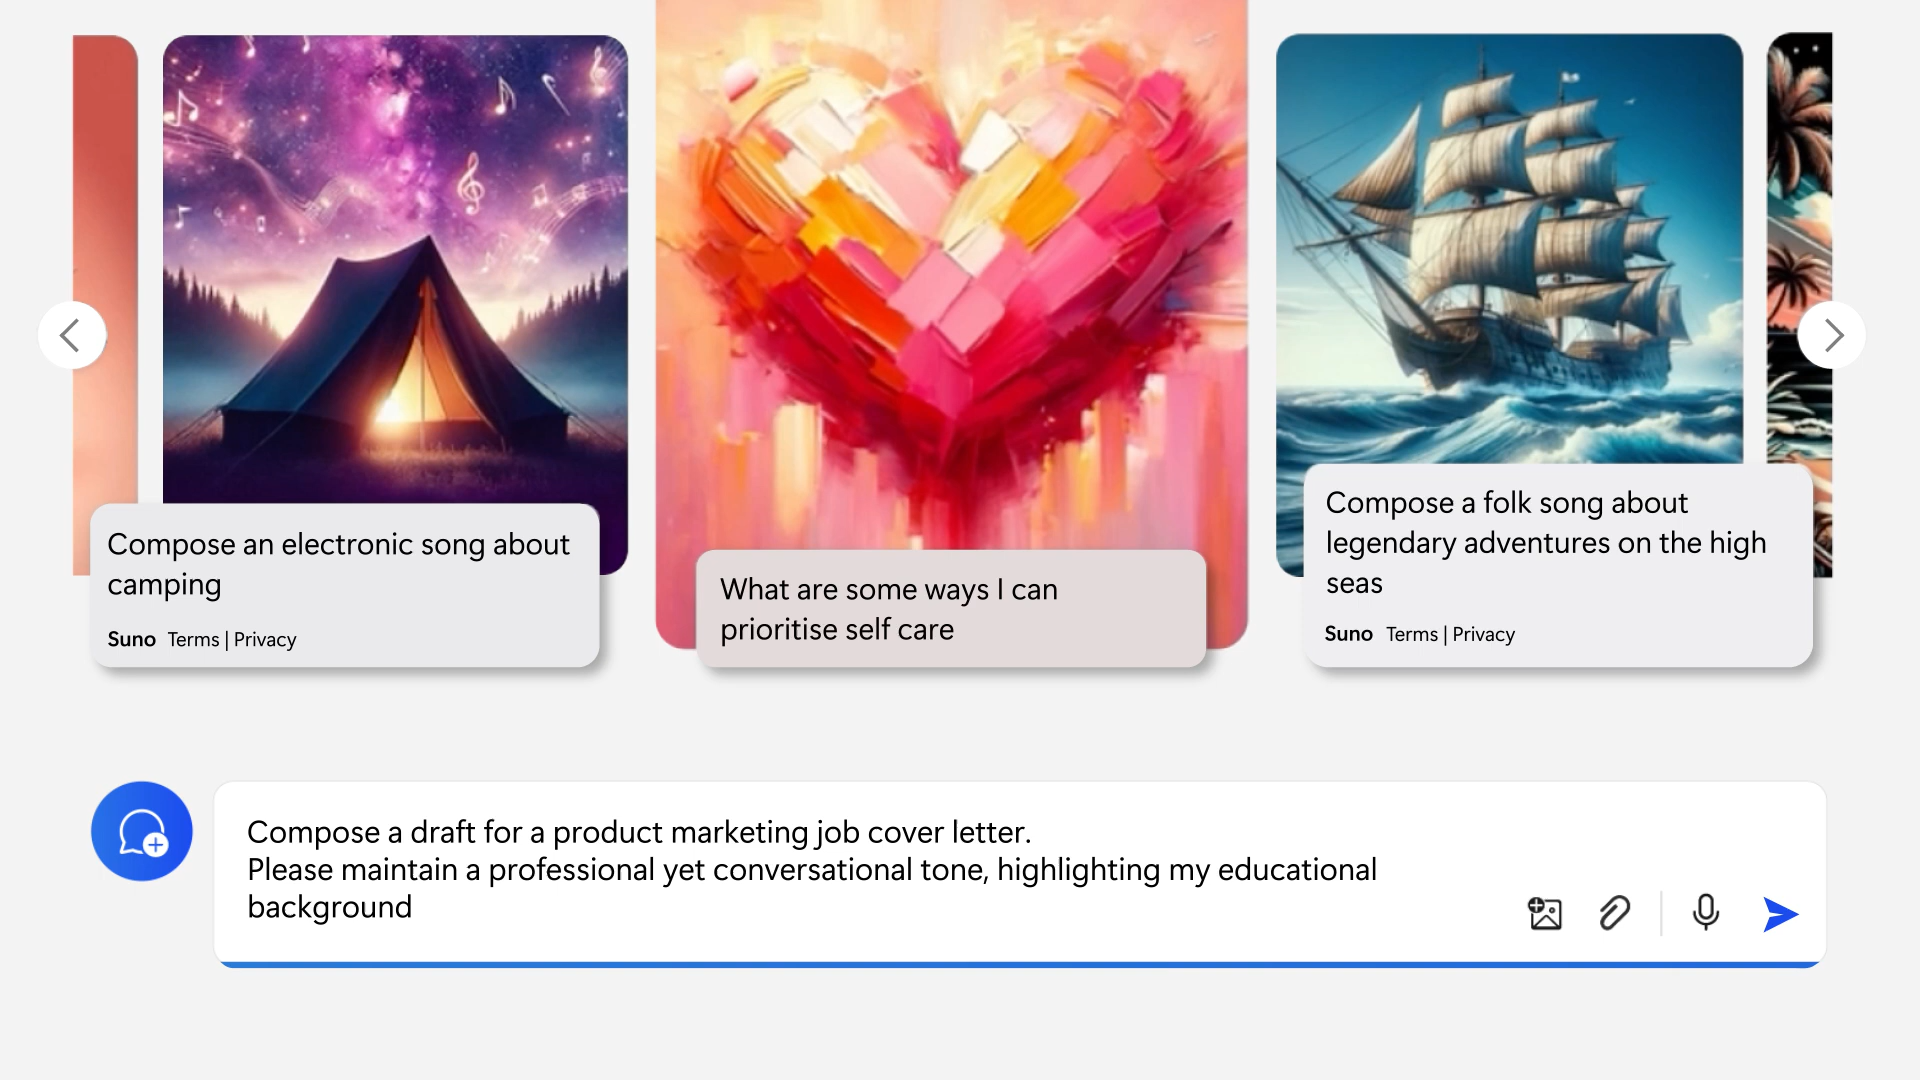 Compose an electronic song about
camping
Suno Terms | Privacy
What are some ways I can
prioritise self care
Compose a folk song about
legendary adventures on the high
seas
Suno Terms | Privacy
Compose a draft for a product marketing job cover letter.
Please maintain a professional yet conversational tone, highlighting my educational
background